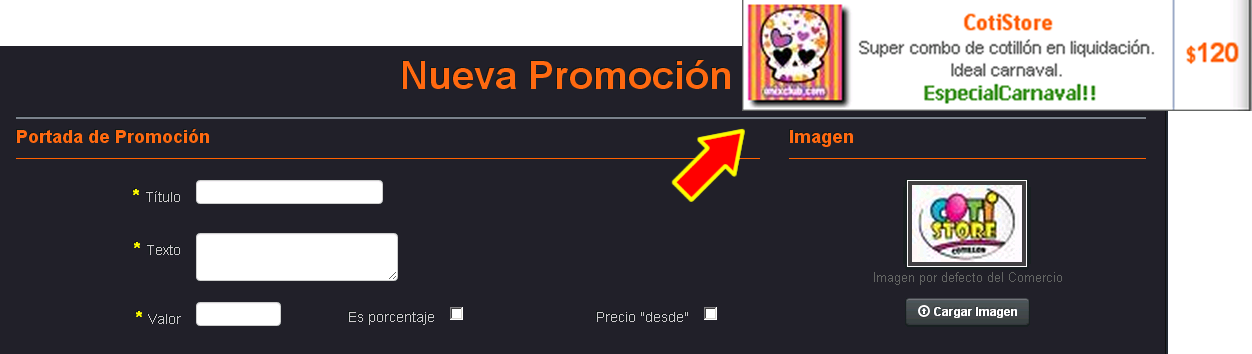 CotiStore
Super combo de cotillón en liquidación.
Ideal carnaval.
EspecialCarnaval!!
$120
unixclub.com
Nueva Promoción
Portada de Promoción
Imagen
* Título
* Texto
* Valor
Es porcentaje
Precio "desde"
COTI
STORE
COTILLON
Imagen por defecto del Comercio
Cargar Imagen